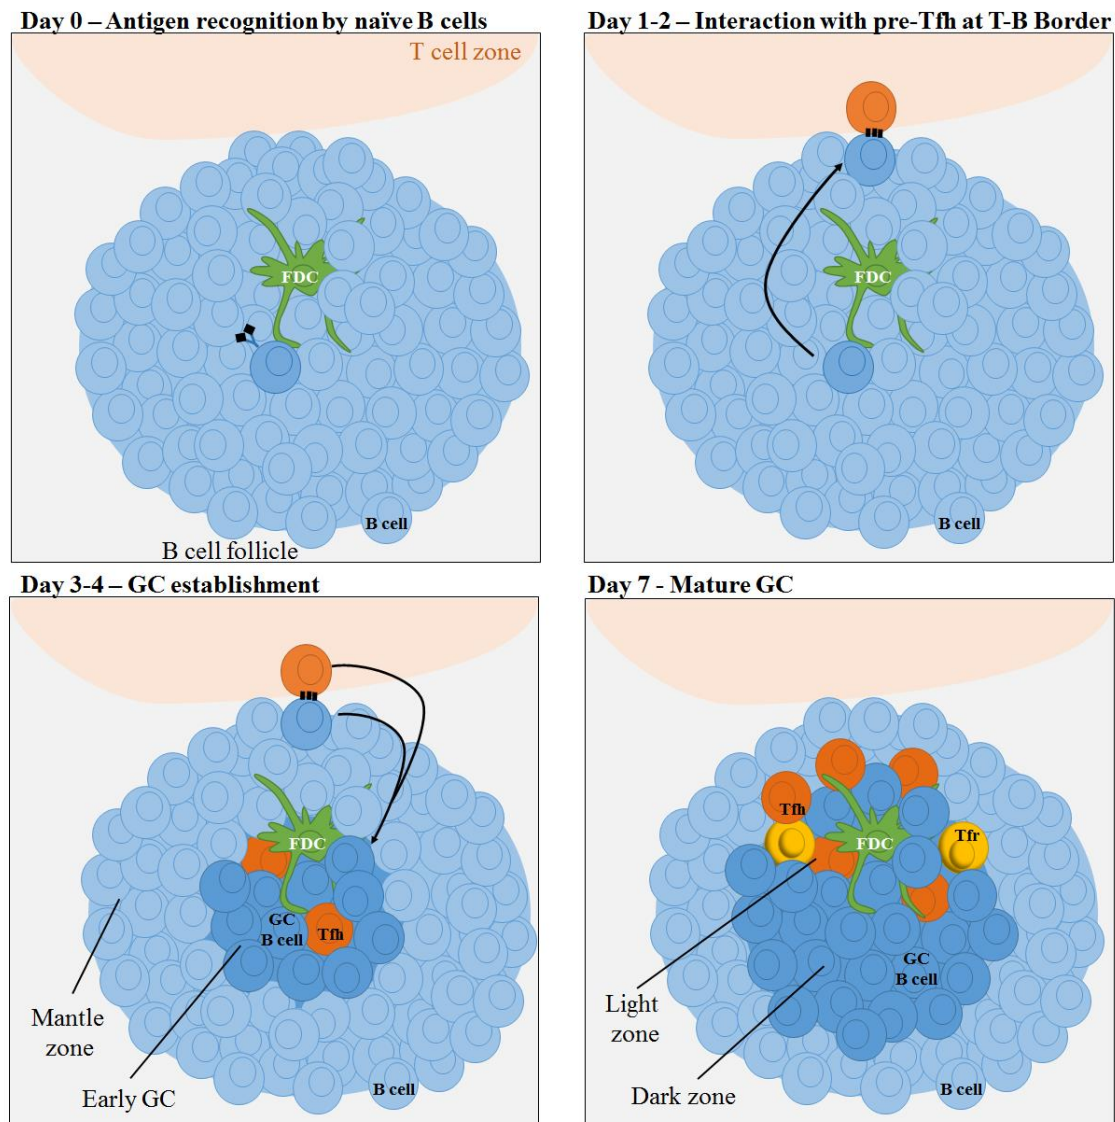 Day 0 – Antigen recognition by naïve B cells
T cell zone
FDC
B cell
B cell follicle
Day 1-2 – Interaction with pre-Tfh at T-B Border
FDC
B cell
Day 3-4 – GC establishment
FDC
GC
B cell
Tfh
Mantle
zone
Early GC
B cell
Day 7 - Mature GC
Tfh
FDC
Tfr
GC
B cell
Light
zone
Dark zone
B cell